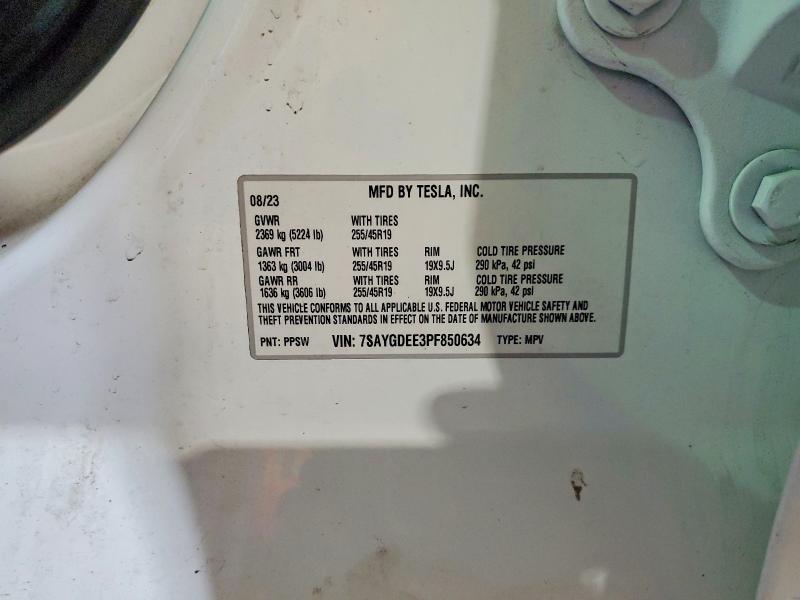 MFD BY TESLA, INC.
08/23
GVWR WITH TIRES
2369 kg (5224 lb) 255/45R19
GAWR FRT WITH TIRES RIM COLD TIRE PRESSURE
1363 kg (3004 lb) 255/45R19 19X9.5J 290 kPa, 42 psi
GAWR RR WITH TIRES RIM COLD TIRE PRESSURE
1636 kg (3606 lb) 255/45R19 19X9.5J 290 kPa, 42 psi
THIS VEHICLE CONFORMS TO ALL APPLICABLE U.S. FEDERAL MOTOR VEHICLE SAFETY AND
THEFT PREVENTION STANDARDS IN EFFECT ON THE DATE OF MANUFACTURE SHOWN ABOVE.
PNT: PPSW VIN: 7SAYGDEE3PF850634 TYPE: MPV